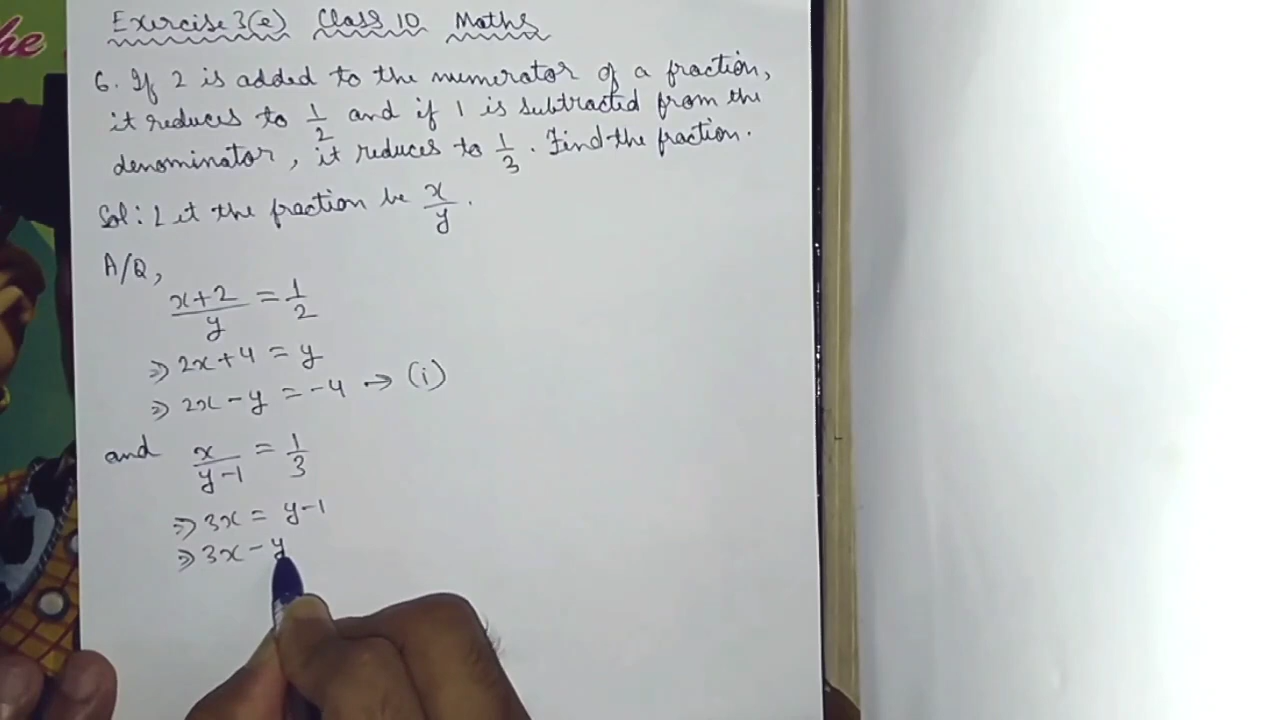 he
Exercise 3(e) Class 10 Maths
6. If 2 is added to the numerator of a fraction,
it reduces to 1/2 and if 1 is subtracted from the
denominator, it reduces to 1/3. Find the fraction.
Sol: Let the fraction be x/y.
A/Q,
(x+2)/y = 1/2
⇒ 2x+4 = y
⇒ 2x-y = -4 → (i)
and x/(y-1) = 1/3
⇒ 3x = y-1
⇒ 3x-y